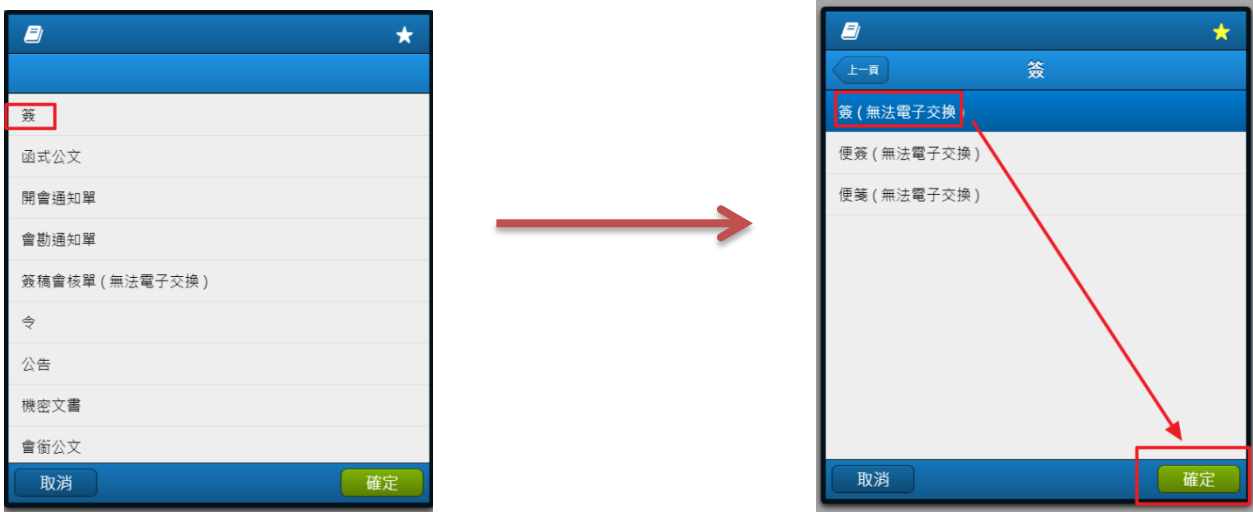 簽
函式公文
開會通知單
會勘通知單
簽稿會核單(無法電子交換)
令
公告
機密文書
會銜公文
取消
確定
上一頁
簽
簽(無法電子交換)
便簽(無法電子交換)
便箋(無法電子交換)
取消
確定